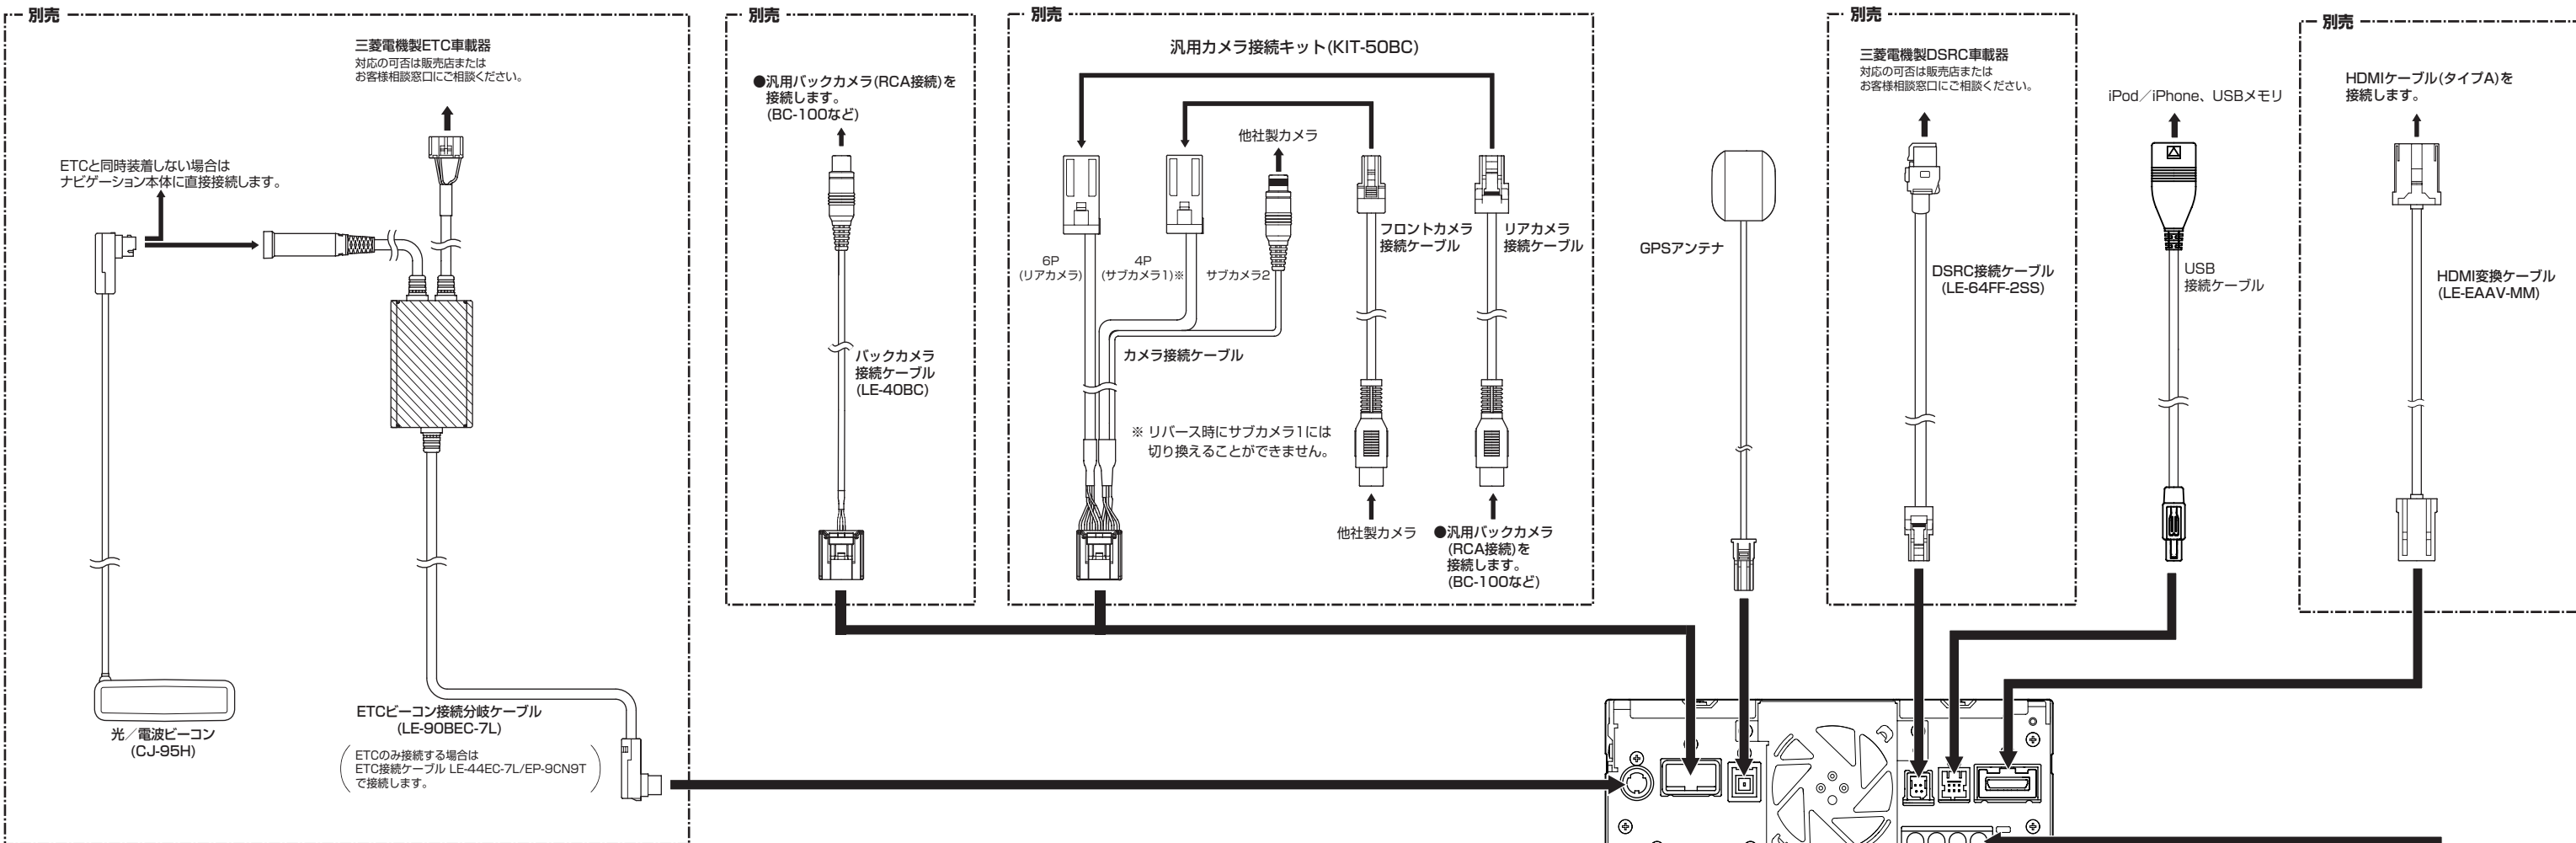 別売
三菱電機製ETC車載器
対応の可否は販売店または
お客様相談窓口にご相談ください。
ETCと同時装着しない場合は
ナビゲーション本体に直接接続します。
光／電波ビーコン
(CJ-95H)
ETCビーコン接続分岐ケーブル
(LE-90BEC-7L)
ETCのみ接続する場合は
ETC接続ケーブル LE-44EC-7L/EP-9CN9T
で接続します。
別売
●汎用バックカメラ(RCA接続)を
接続します。
(BC-100など)
バックカメラ
接続ケーブル
(LE-40BC)
別売
汎用カメラ接続キット(KIT-50BC)
他社製カメラ
6P
(リアカメラ)
4P
(サブカメラ1)※
サブカメラ2
フロントカメラ
接続ケーブル
リアカメラ
接続ケーブル
カメラ接続ケーブル
※ リバース時にサブカメラ1には
切り換えることができません。
他社製カメラ
●汎用バックカメラ
(RCA接続)を
接続します。
(BC-100など)
GPSアンテナ
別売
三菱電機製DSRC車載器
対応の可否は販売店または
お客様相談窓口にご相談ください。
DSRC接続ケーブル
(LE-64FF-2SS)
iPod／iPhone、USBメモリ
USB
接続ケーブル
別売
HDMIケーブル(タイプA)を
接続します。
HDMI変換ケーブル
(LE-EAAV-MM)